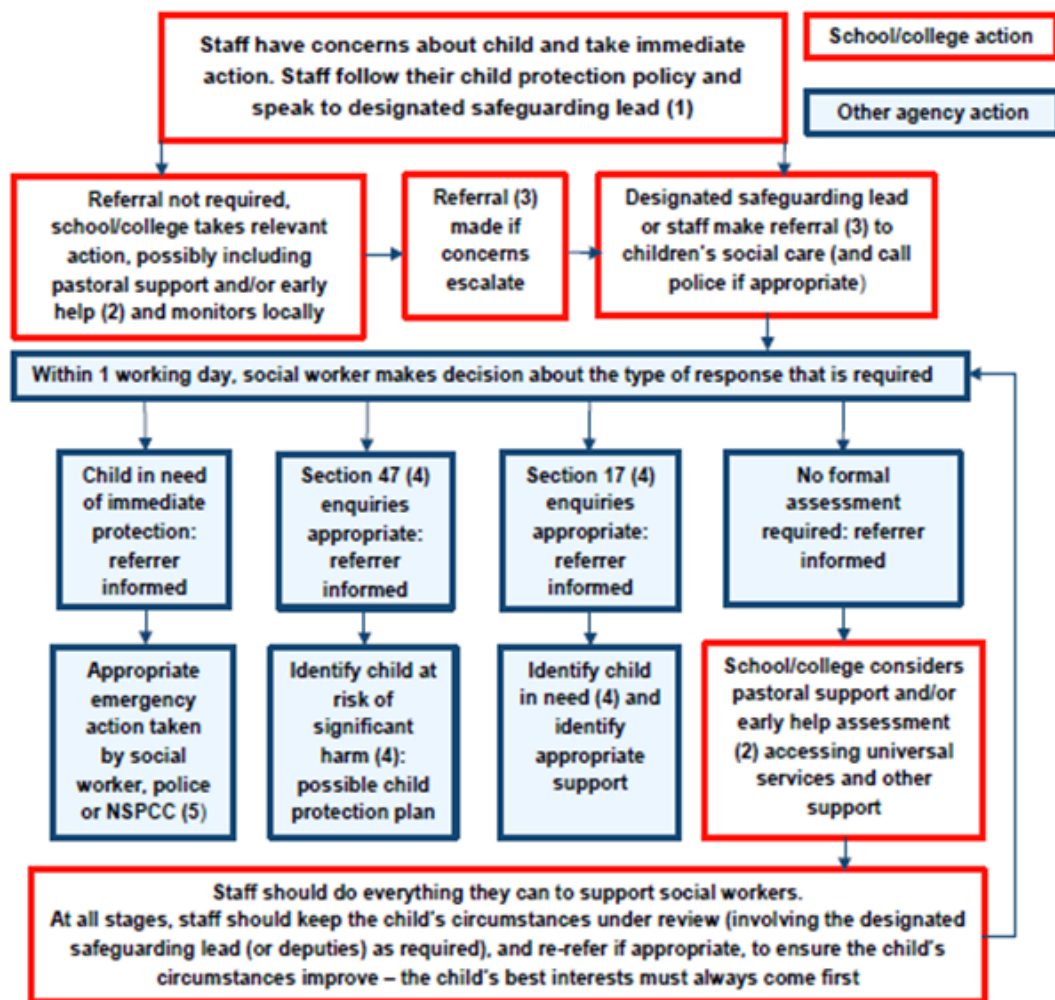 Staff have concerns about child and take immediate
action. Staff follow their child protection policy and
speak to designated safeguarding lead (1)
School/college action
Other agency action
Referral not required,
school/college takes relevant
action, possibly including
pastoral support and/or early
help (2) and monitors locally
Referral (3)
made if
concerns
escalate
Designated safeguarding lead
or staff make referral (3) to
children's social care (and call
police if appropriate)
Within 1 working day, social worker makes decision about the type of response that is required
Child in need
of immediate
protection:
referrer
informed
Section 47 (4)
enquiries
appropriate:
referrer
informed
Section 17 (4)
enquiries
appropriate:
referrer
informed
No formal
assessment
required: referrer
informed
Appropriate
emergency
action taken
by social
worker, police
or NSPCC (5)
Identify child at
risk of
significant
harm (4):
possible child
protection plan
Identify child
in need (4) and
identify
appropriate
support
School/college considers
pastoral support and/or
early help assessment
(2) accessing universal
services and other
support
Staff should do everything they can to support social workers.
At all stages, staff should keep the child's circumstances under review (involving the designated
safeguarding lead (or deputies) as required), and re-refer if appropriate, to ensure the child's
circumstances improve – the child's best interests must always come first